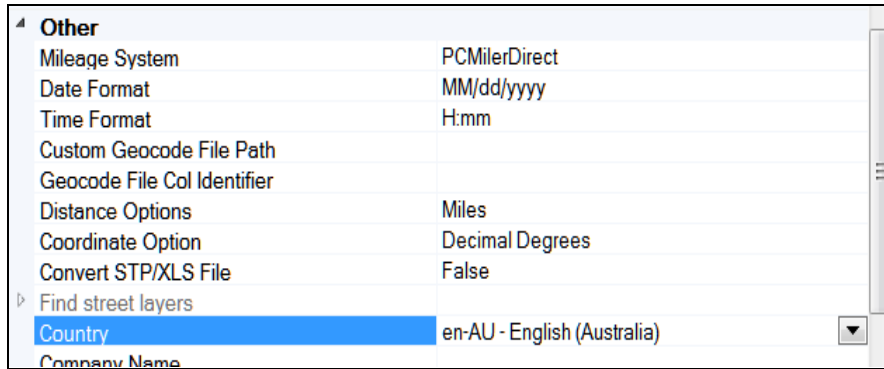 Other
Mileage System PCMilerDirect
Date Format MM/dd/yyyy
Time Format H:mm
Custom Geocode File Path
Geocode File Col Identifier
Distance Options Miles
Coordinate Option Decimal Degrees
Convert STP/XLS File False
Find street layers
Country en-AU - English (Australia)
Company Name